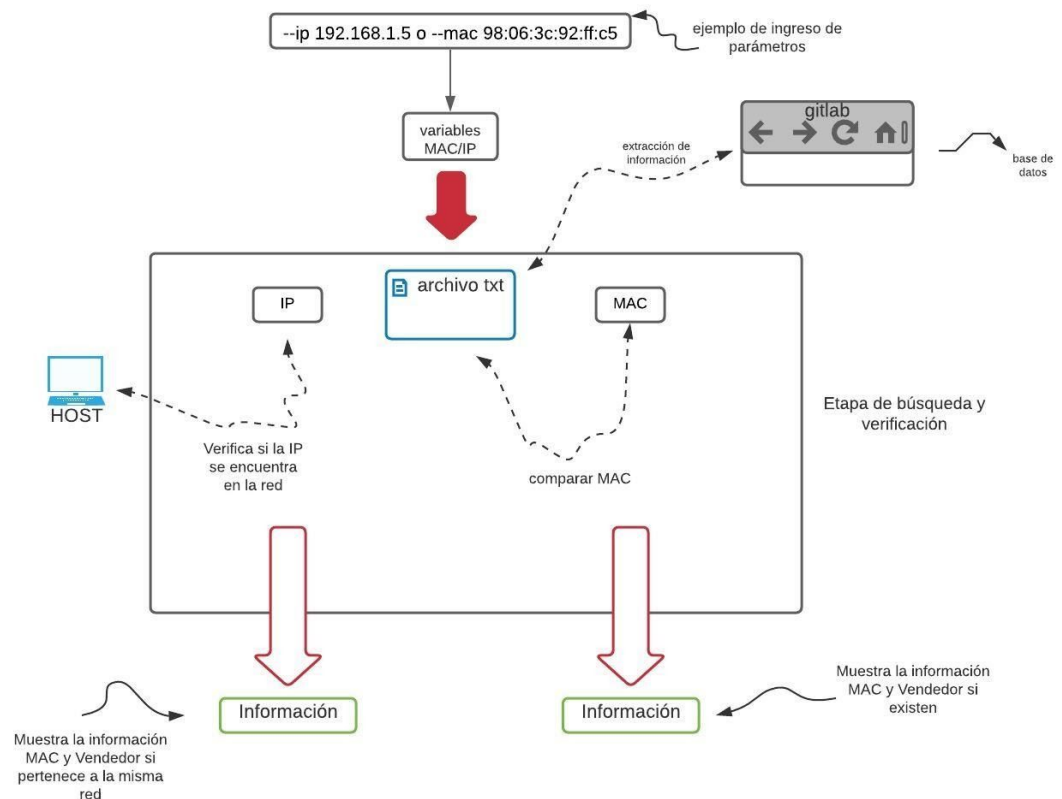 --ip 192.168.1.5 o --mac 98:06:3c:92:ff:c5
ejemplo de ingreso de
parámetros
variables
MAC/IP
gitlab
extracción de
información
base de
datos
archivo txt
IP
MAC
HOST
Verifica si la IP
se encuentra
en la red
comparar MAC
Etapa de búsqueda y
verificación
Información
Información
Muestra la información
MAC y Vendedor si
existen
Muestra la información
MAC y Vendedor si
pertenece a la misma
red